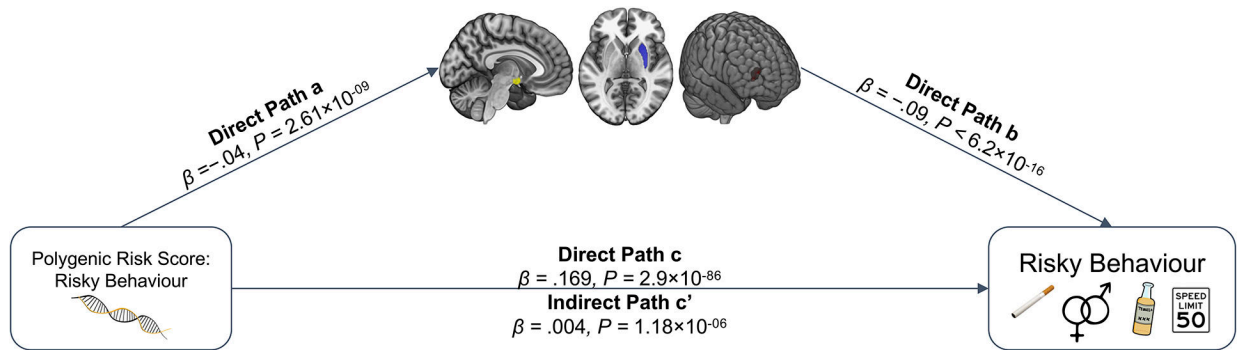 Direct Path a
β =−.04, P = 2.61×10-09
Direct Path b
β = −.09, P < 6.2×10-16
Polygenic Risk Score:
Risky Behaviour
Direct Path c
β = .169, P = 2.9×10-86
Indirect Path c’
β = .004, P = 1.18×10-06
Risky Behaviour
XXX
SPEED
LIMIT
50